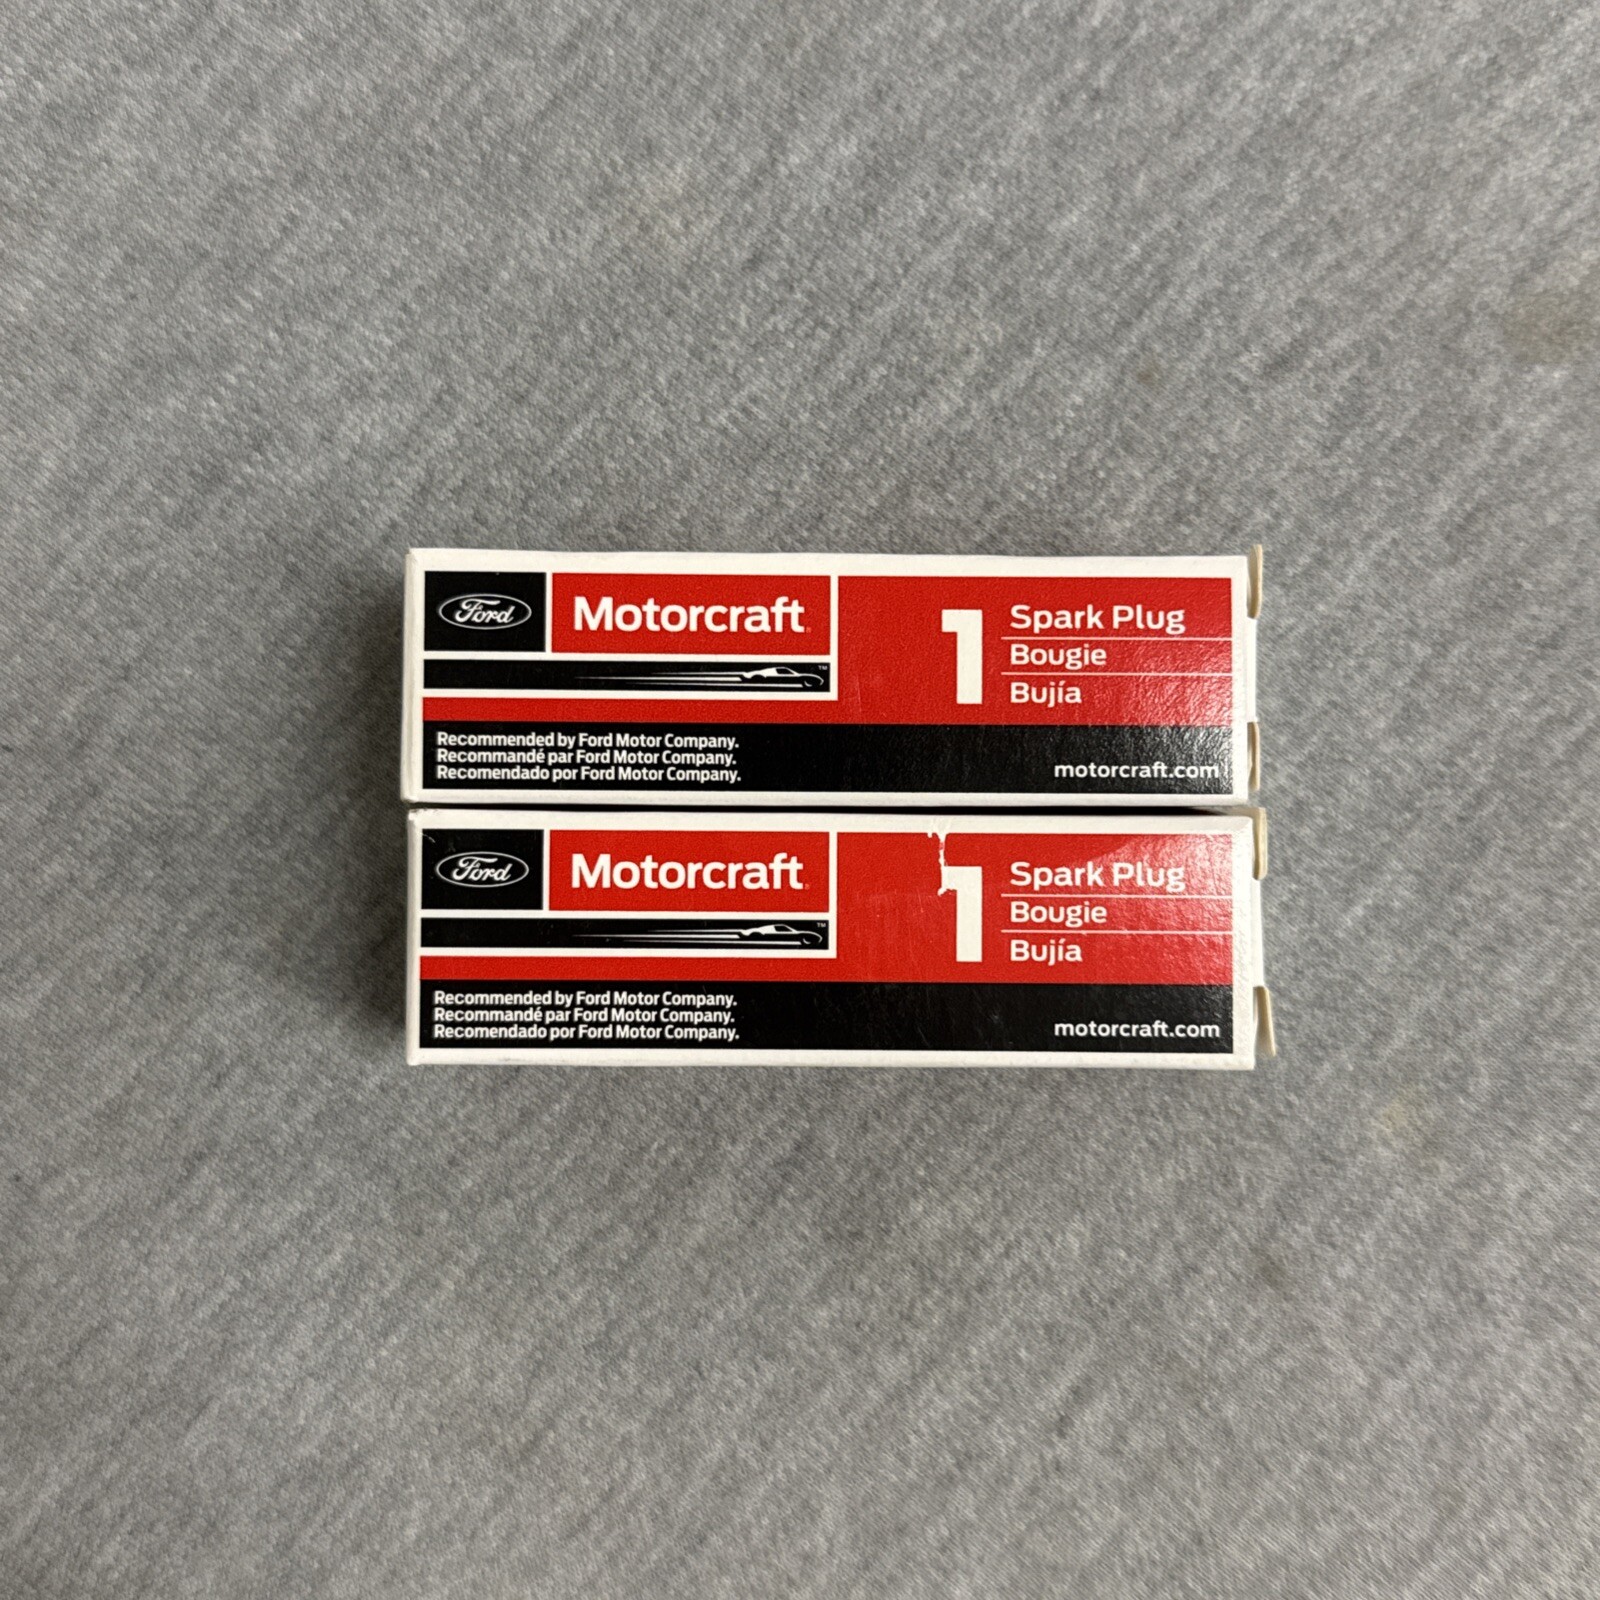 Ford
Motorcraft
1
Spark Plug
Bougie
Bujía
TM
Recommended by Ford Motor Company.
Recommandé par Ford Motor Company.
Recomendado por Ford Motor Company.
motorcraft.com
Ford
Motorcraft
1
Spark Plug
Bougie
Bujía
TM
Recommended by Ford Motor Company.
Recommandé par Ford Motor Company.
Recomendado por Ford Motor Company.
motorcraft.com